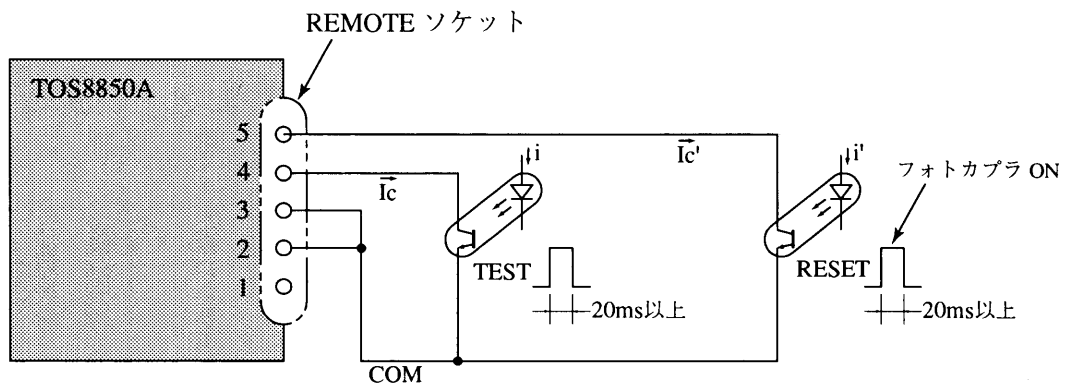 REMOTE ソケット
TOS8850A
5
4
3
2
1
Ic
i
Ic'
i'
フォトカプラ ON
TEST
20ms以上
RESET
20ms以上
COM